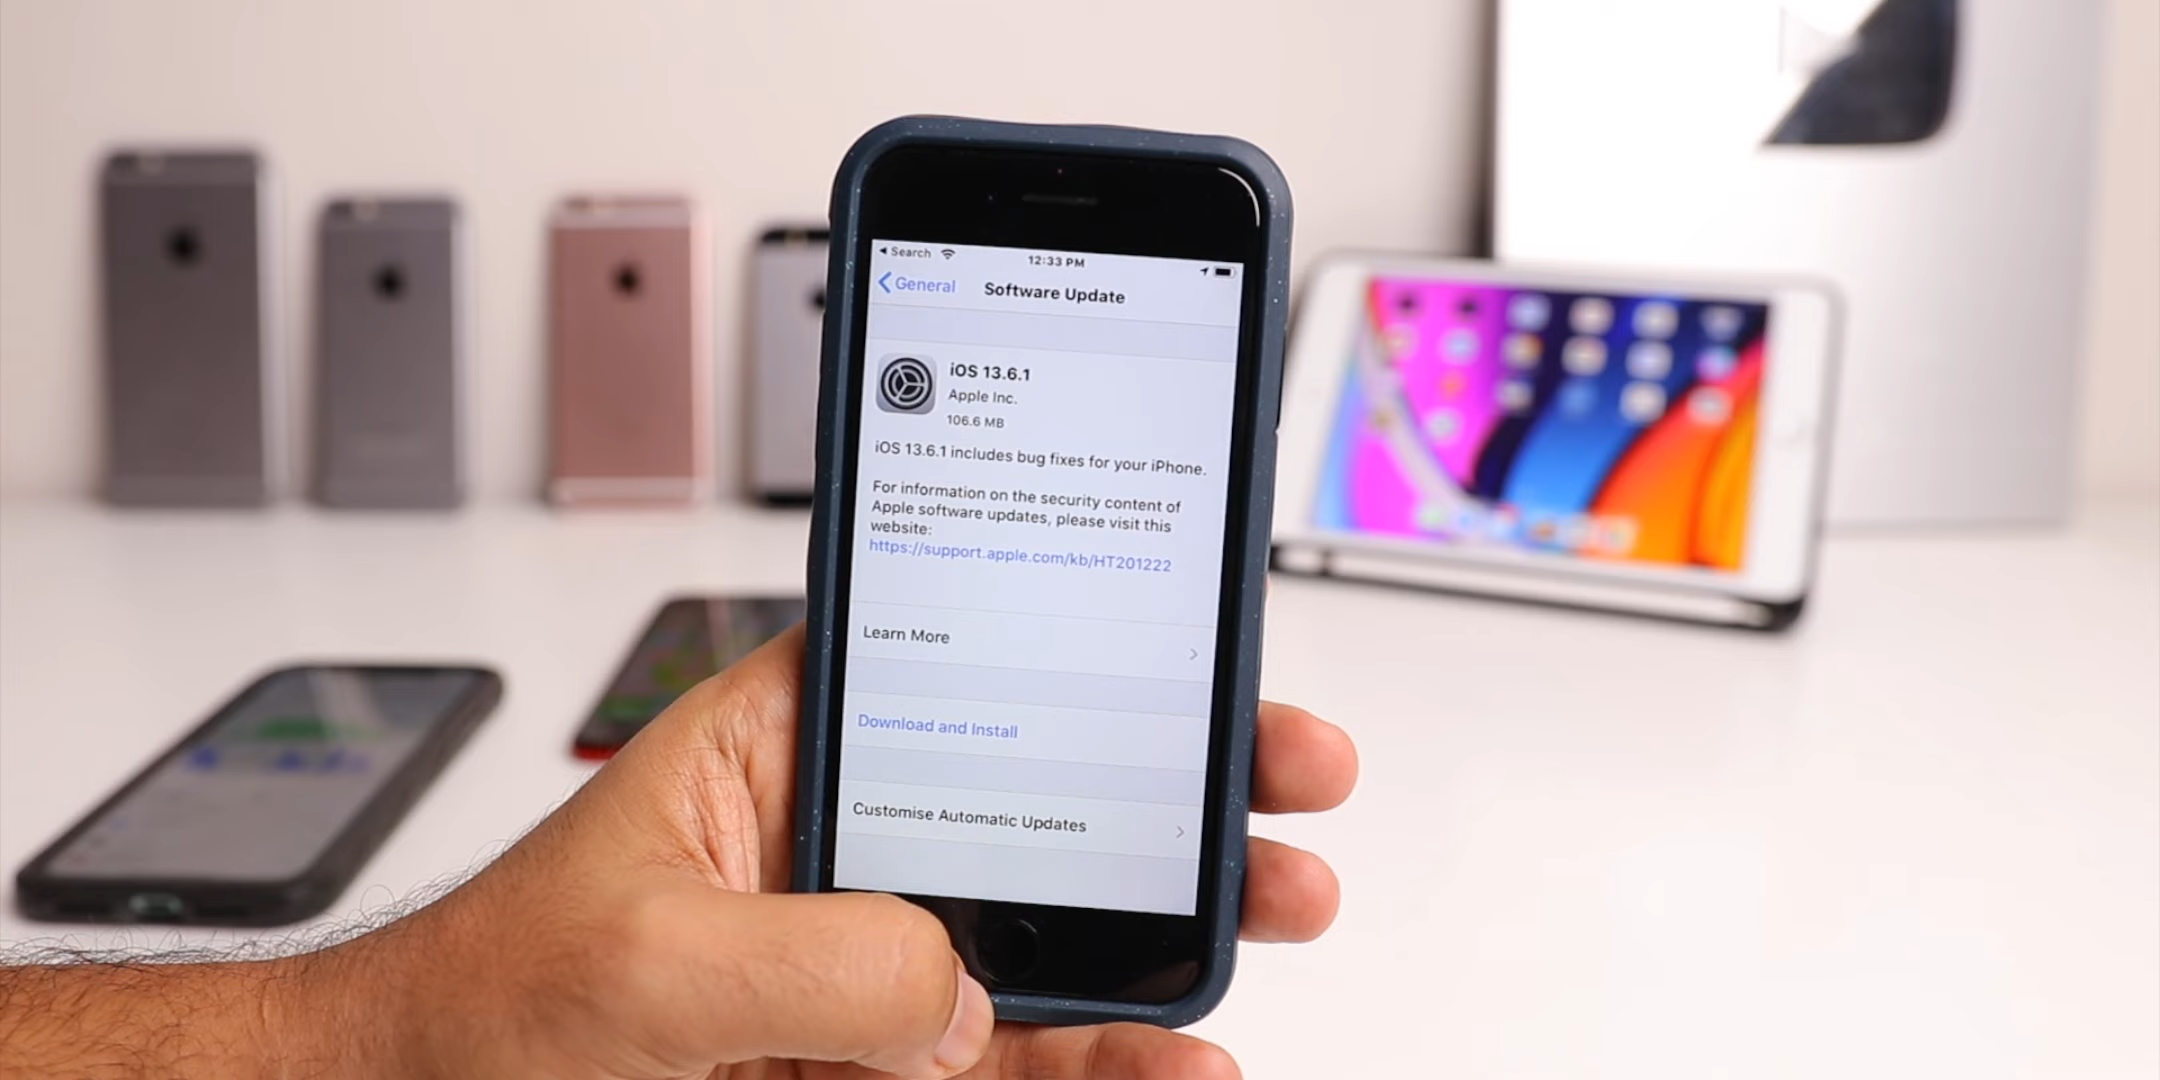 ◀ Search
12:33 PM
General
Software Update
iOS 13.6.1
Apple Inc.
106.6 MB
iOS 13.6.1 includes bug fixes for your iPhone.
For information on the security content of
Apple software updates, please visit this
website:
https://support.apple.com/kb/HT201222
Learn More
Download and Install
Customise Automatic Updates